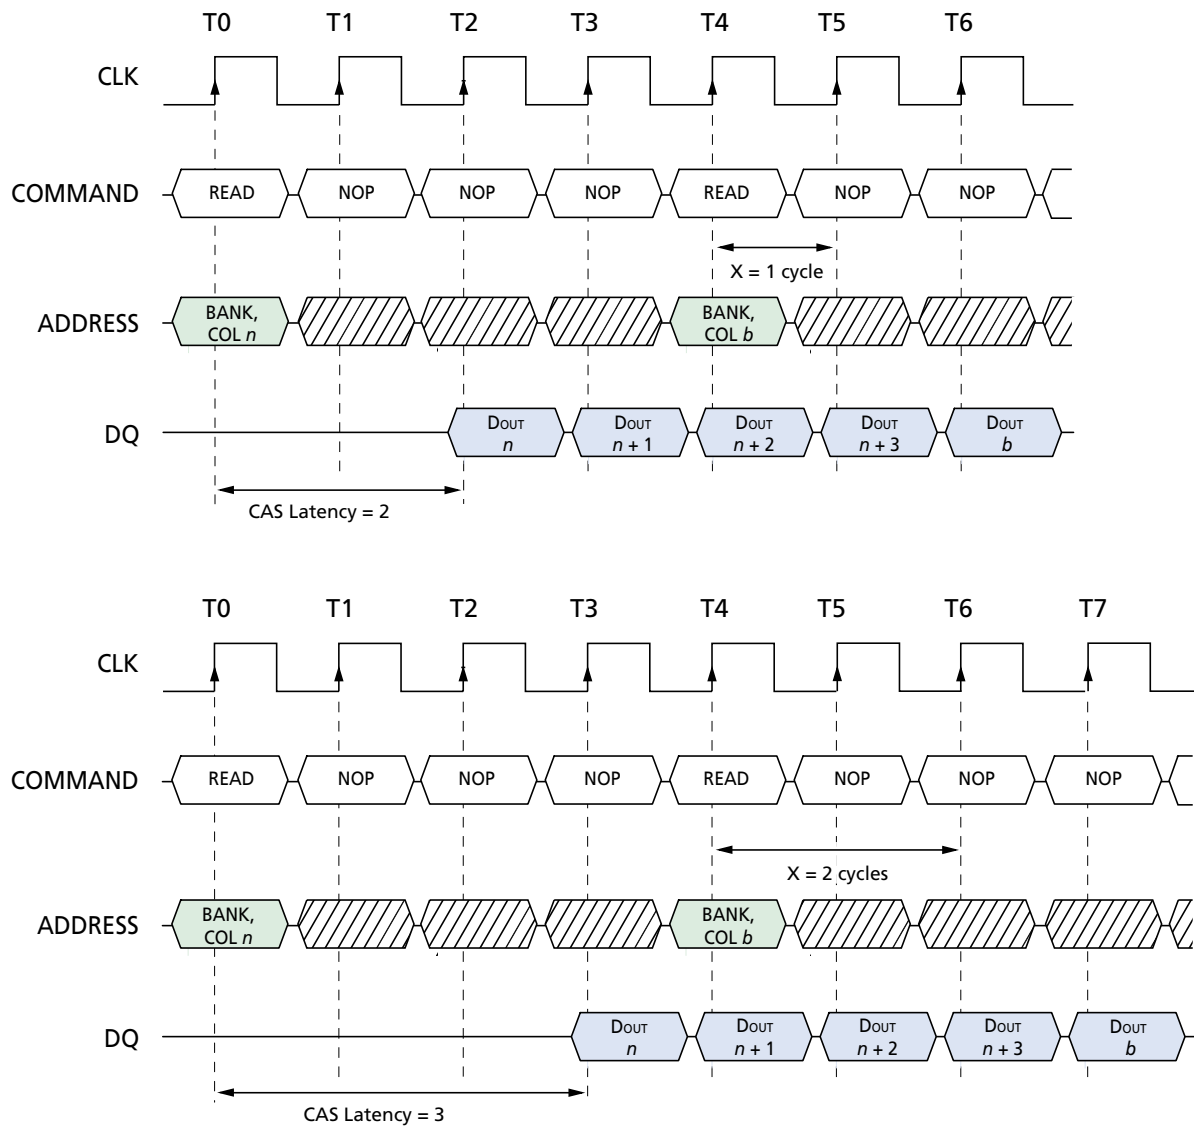 T0 T1 T2 T3 T4 T5 T6
CLK
COMMAND READ NOP NOP NOP READ NOP NOP
X = 1 cycle
ADDRESS BANK, COL n BANK, COL b
DQ DOUT n DOUT n + 1 DOUT n + 2 DOUT n + 3 DOUT b
CAS Latency = 2
T0 T1 T2 T3 T4 T5 T6 T7
CLK
COMMAND READ NOP NOP NOP READ NOP NOP NOP
X = 2 cycles
ADDRESS BANK, COL n BANK, COL b
DQ DOUT n DOUT n + 1 DOUT n + 2 DOUT n + 3 DOUT b
CAS Latency = 3